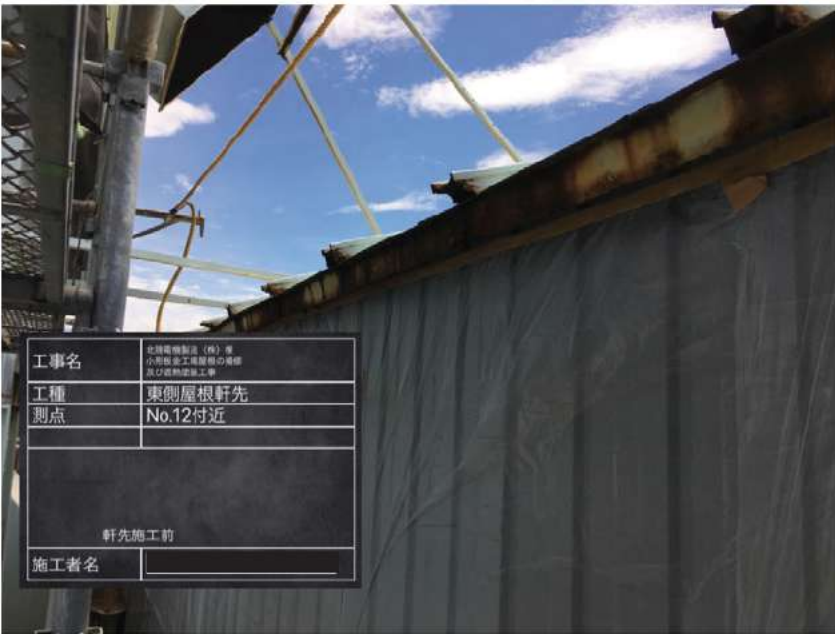 工事名
北陸電機製造（株）様
小形板金工場屋根の補修
及び遮熱塗装工事
工種
東側屋根軒先
測点
No.12付近
軒先施工前
施工者名